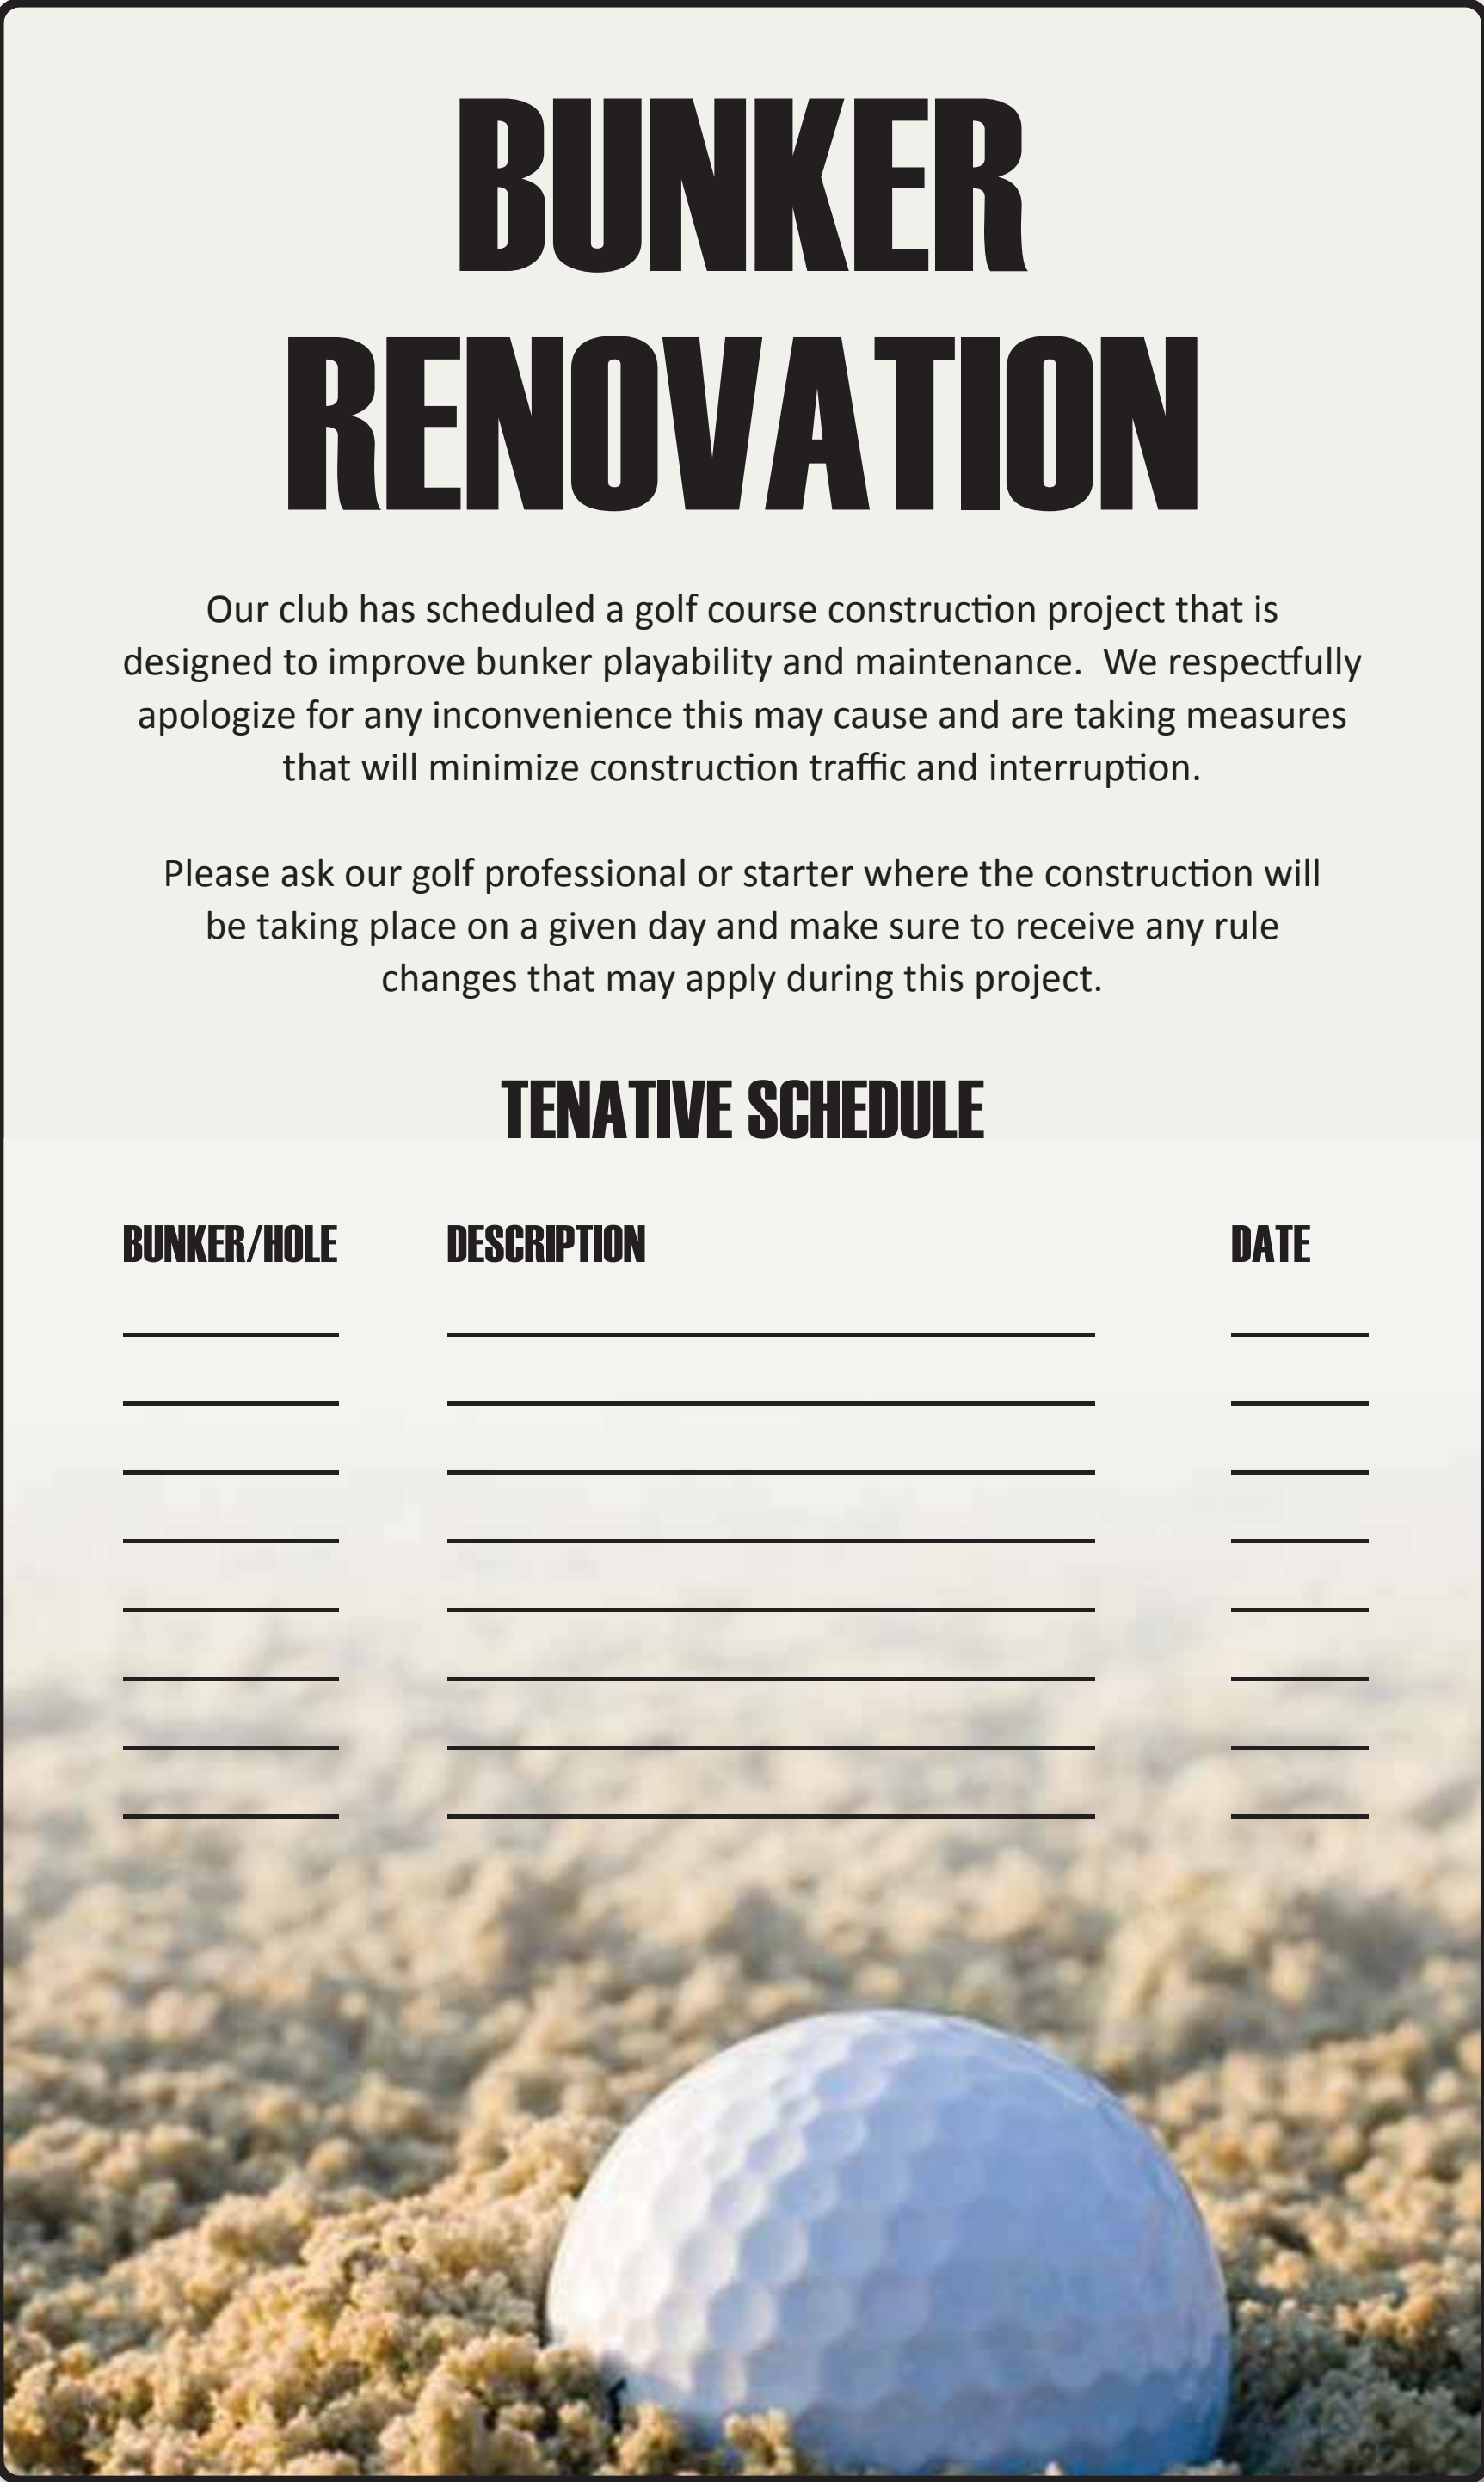 BUNKER
RENOVATION
Our club has scheduled a golf course construction project that is
designed to improve bunker playability and maintenance.  We respectfully
apologize for any inconvenience this may cause and are taking measures
that will minimize construction traffic and interruption.
Please ask our golf professional or starter where the construction will
be taking place on a given day and make sure to receive any rule
changes that may apply during this project.
TENATIVE SCHEDULE
BUNKER/HOLE DESCRIPTION DATE